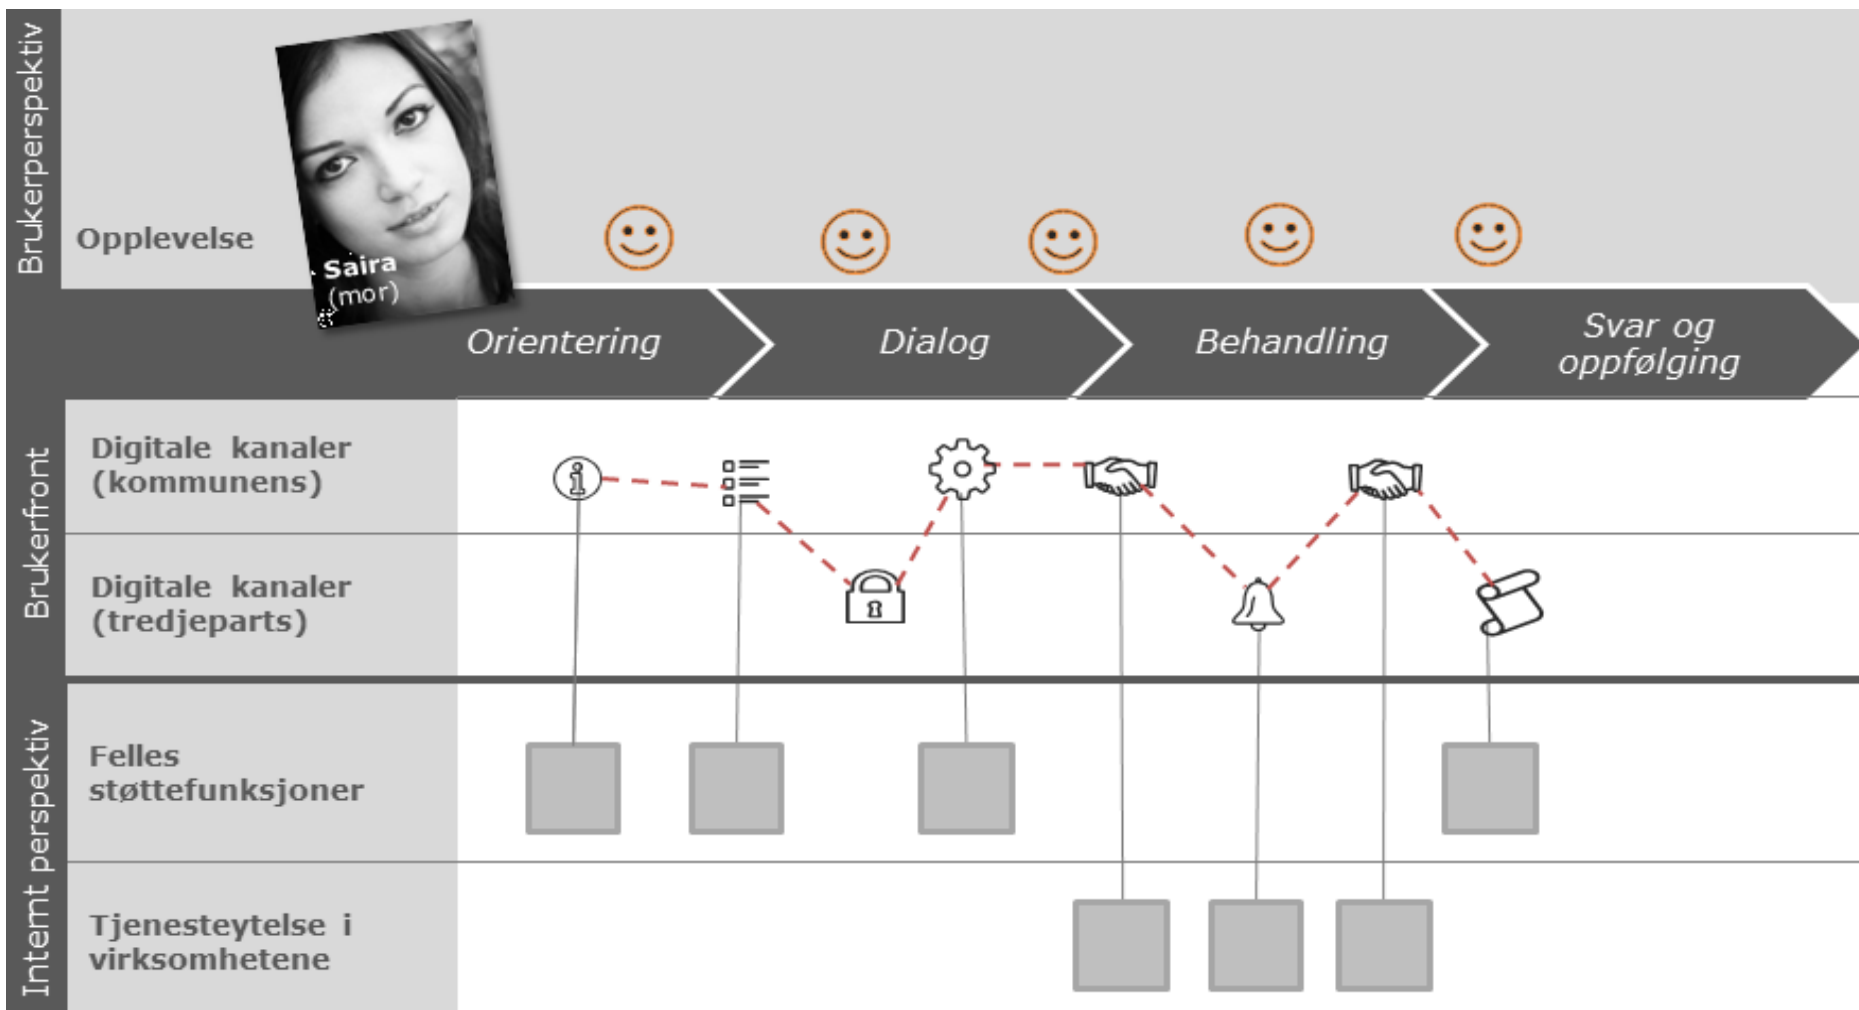 Brukerperspektiv
Opplevelse
Saira
(mor)
Orientering
Dialog
Behandling
Svar og
oppfølging
Brukerfront
Digitale kanaler
(kommunens)
Digitale kanaler
(tredjeparts)
Internt perspektiv
Felles
støttefunksjoner
Tjenesteytelse i
virksomhetene